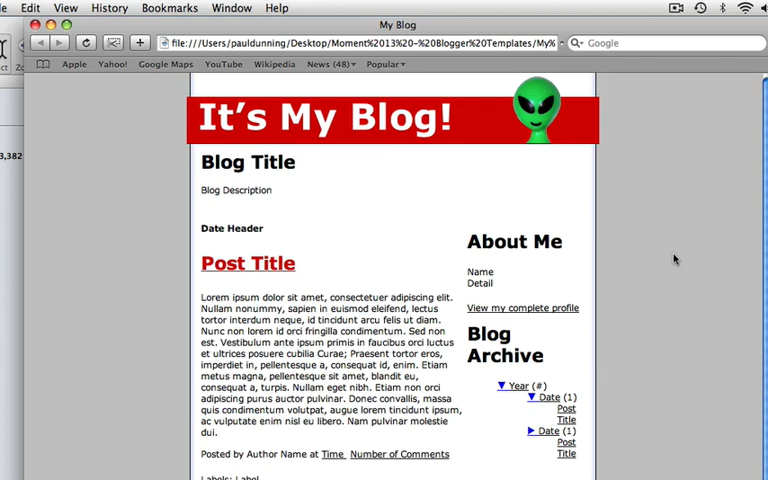 le Edit View History Bookmarks Window Help
My Blog
file:///Users/pauldunning/Desktop/Moment%2013%20-%20Blogger%20Templates/My%
Google
Apple Yahoo! Google Maps YouTube Wikipedia News (48) Popular
3,382
It's My Blog!
Blog Title
Blog Description
Date Header
Post Title
Lorem ipsum dolor sit amet, consectetuer adipiscing elit.
Nullam nonummy, sapien in euismod eleifend, lectus
tortor interdum neque, id tincidunt arcu felis ut diam.
Nunc non lorem id orci fringilla condimentum. Sed non
est. Vestibulum ante ipsum primis in faucibus orci luctus
et ultrices posuere cubilia Curae; Praesent tortor eros,
imperdiet in, pellentesque a, consequat id, enim. Etiam
metus magna, pellentesque sit amet, blandit eu,
consequat a, turpis. Nullam eget nibh. Etiam non orci
adipiscing purus auctor pulvinar. Donec convallis, massa
quis condimentum volutpat, augue lorem tincidunt ipsum,
ac vulputate enim nisl eu libero. Nam pulvinar molestie
dui.
Posted by Author Name at Time Number of Comments
Labels: Label
About Me
Name
Detail
View my complete profile
Blog
Archive
▼ Year (#)
▼ Date (1)
Post
Title
► Date (1)
Post
Title